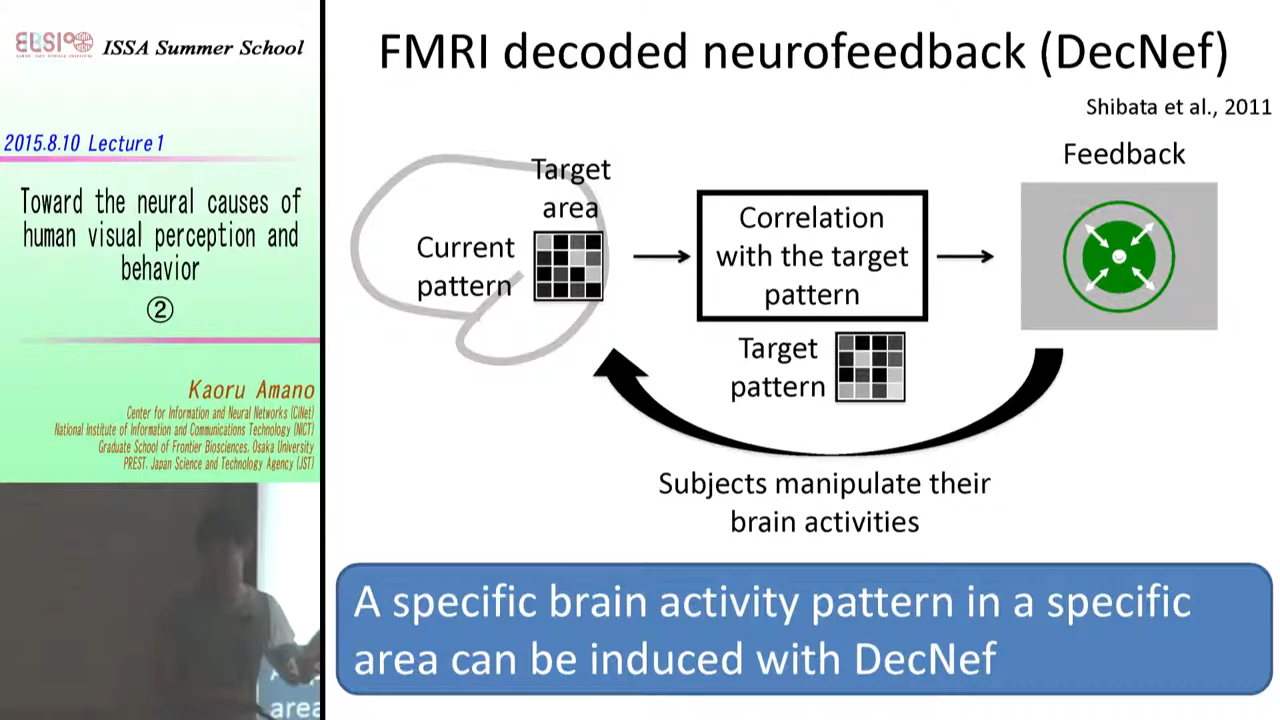 ELSI
ISSA Summer School
2015.8.10 Lecture1
Toward the neural causes of
human visual perception and
behavior
②
Kaoru Amano
Center for Information and Neural Networks (CiNet)
National Institute of Information and Communications Technology (NICT)
Graduate School of Frontier Biosciences, Osaka University
PREST, Japan Science and Technology Agency (JST)
FMRI decoded neurofeedback (DecNef)
Shibata et al., 2011
Target
area
Current
pattern
Correlation
with the target
pattern
Target
pattern
Feedback
Subjects manipulate their
brain activities
A specific brain activity pattern in a specific
area can be induced with DecNef
area